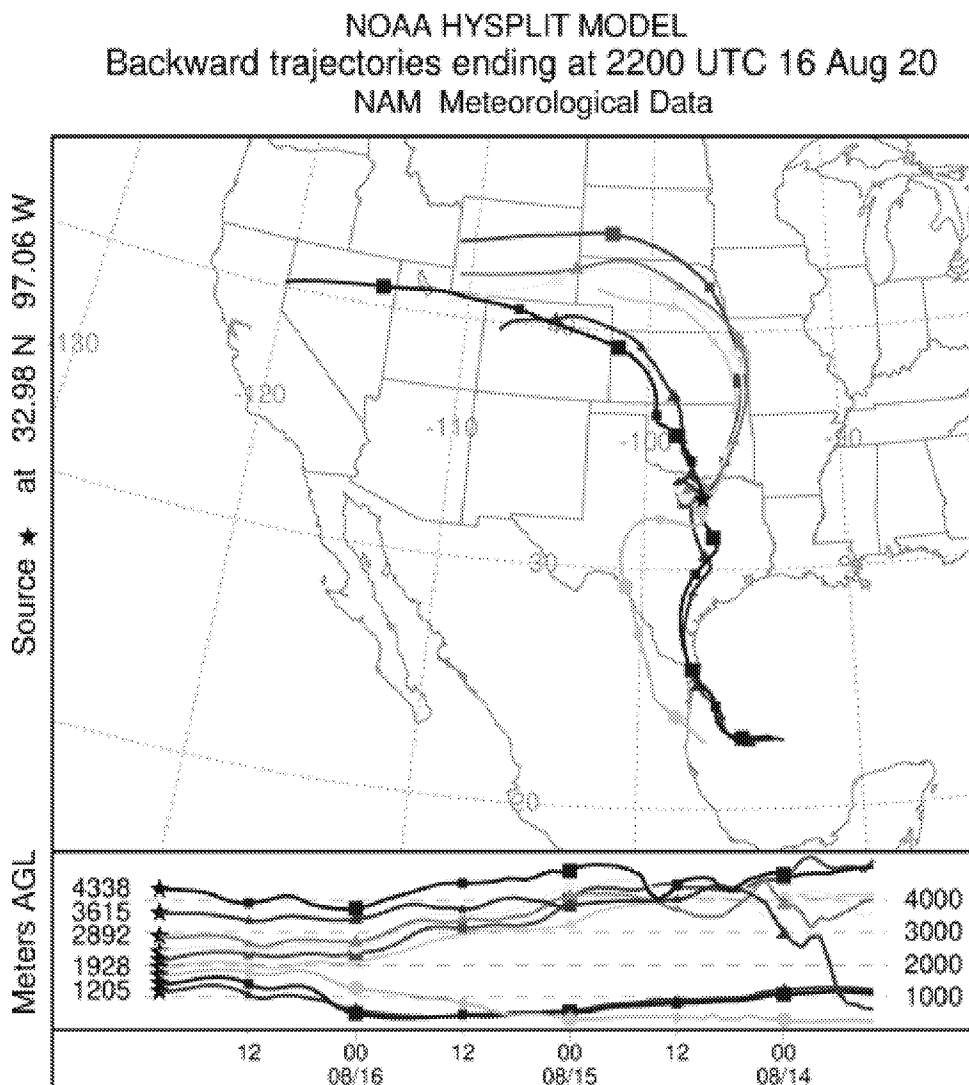 NOAA HYSPLIT MODEL
Backward trajectories ending at 2200 UTC 16 Aug 20
NAM Meteorological Data
Source ★ at 32.98 N 97.06 W
130
-120
-110
-100
40
30
20
Meters AGL
4338
3615
2892
1928
1205
4000
3000
2000
1000
12 00 12 00 12 00
08/16 08/15 08/14